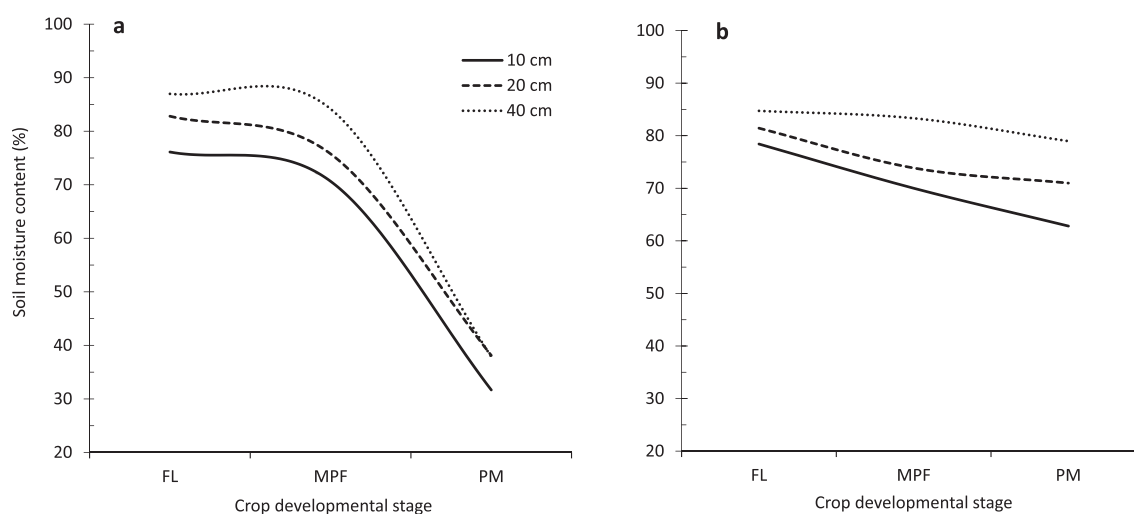 a
10 cm
20 cm
40 cm
100
90
80
70
60
50
40
30
20
Soil moisture content (%)
FL MPF PM
Crop developmental stage
b
100
90
80
70
60
50
40
30
20
FL MPF PM
Crop developmental stage